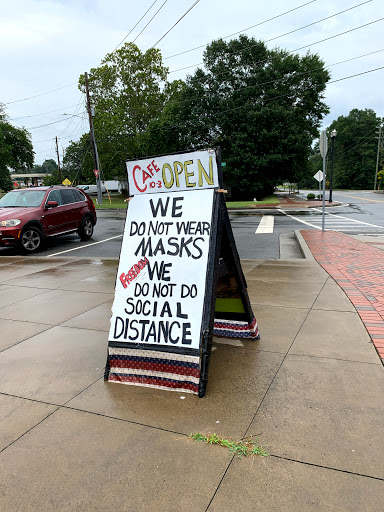 CAFE
103 OPEN
WE
DO NOT WEAR
MASKS
FREEDOM WE
DO NOT DO
SOCIAL
DISTANCE